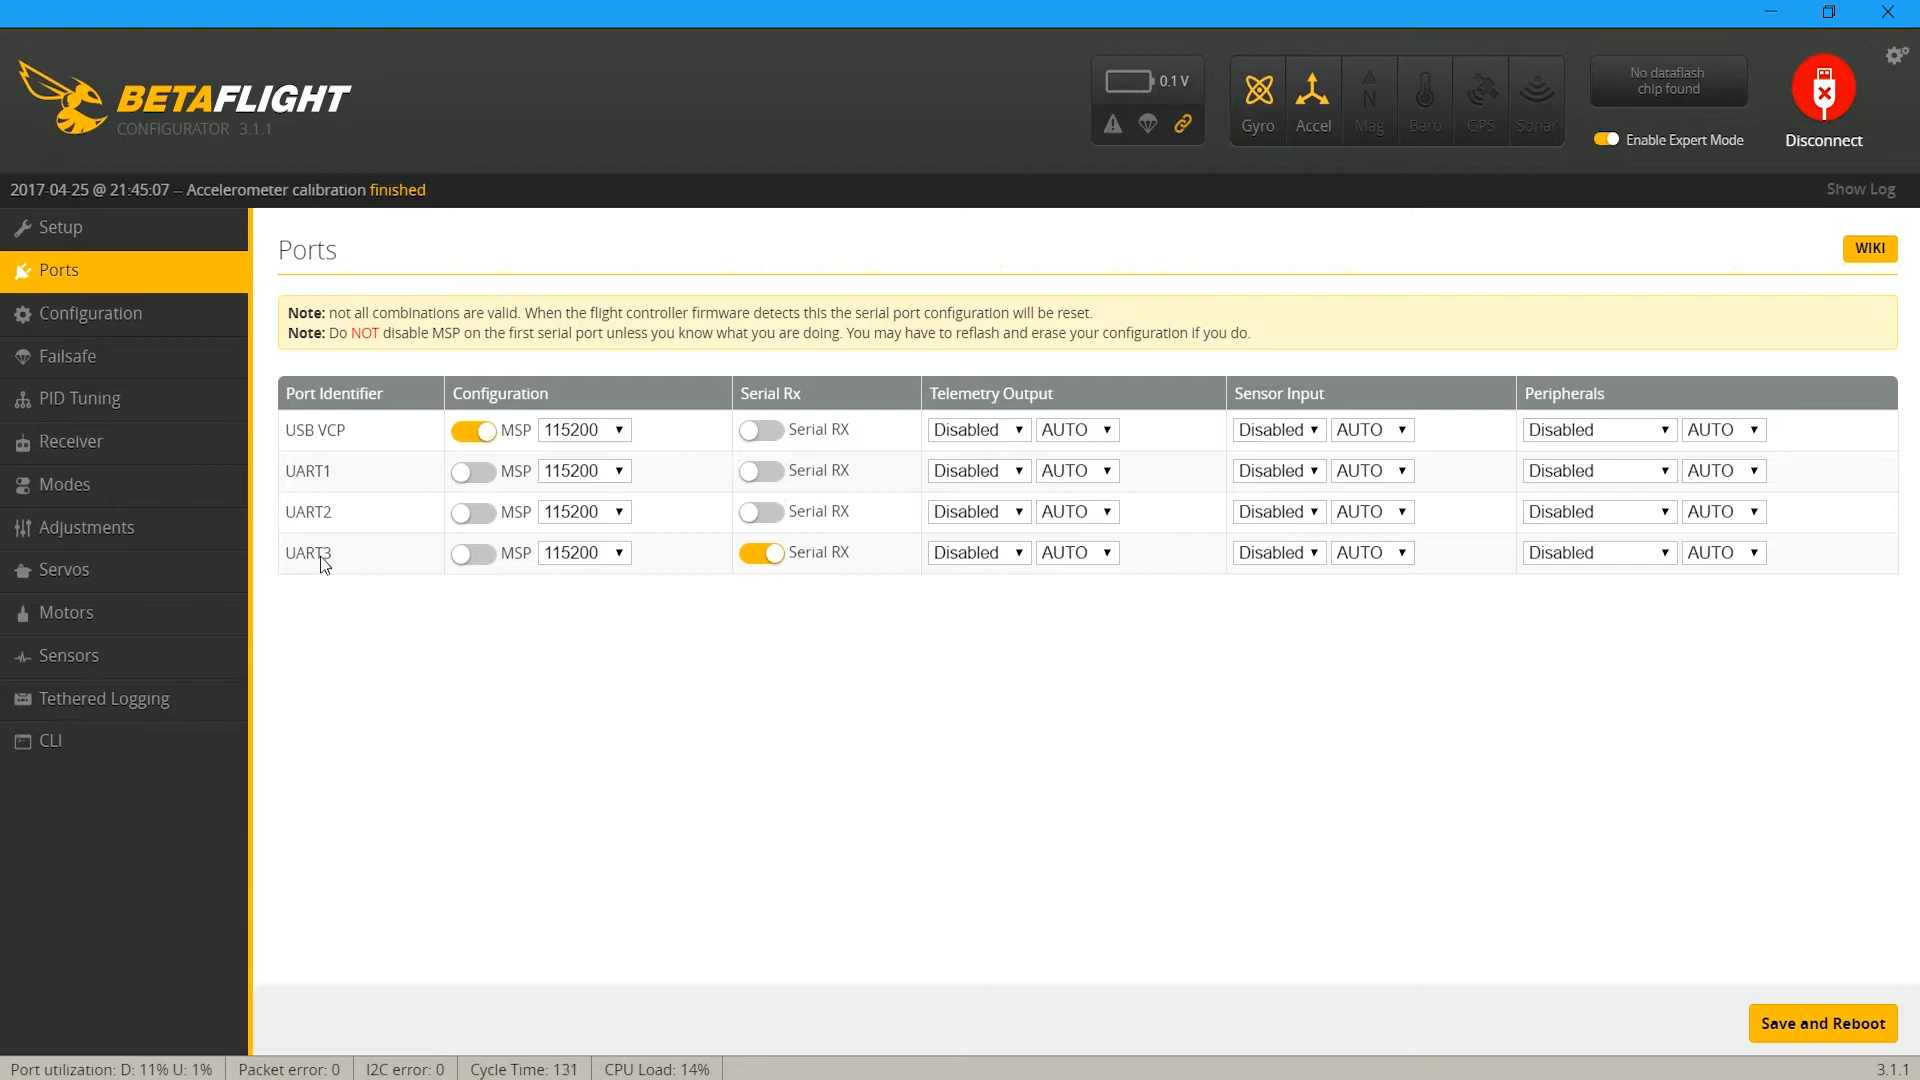 BETAFLIGHT
CONFIGURATOR 3.1.1
0.1 V
Gyro Accel Mag Baro GPS Sonar
No dataflash
chip found
Enable Expert Mode
Disconnect
2017-04-25 @ 21:45:07 -- Accelerometer calibration finished
Show Log
Setup
Ports
Configuration
Failsafe
PID Tuning
Receiver
Modes
Adjustments
Servos
Motors
Sensors
Tethered Logging
CLI
Ports
WIKI
Note: not all combinations are valid. When the flight controller firmware detects this the serial port configuration will be reset.
Note: Do NOT disable MSP on the first serial port unless you know what you are doing. You may have to reflash and erase your configuration if you do.
Port Identifier Configuration Serial Rx Telemetry Output Sensor Input Peripherals
USB VCP MSP 115200 Serial RX Disabled AUTO Disabled AUTO Disabled AUTO
UART1 MSP 115200 Serial RX Disabled AUTO Disabled AUTO Disabled AUTO
UART2 MSP 115200 Serial RX Disabled AUTO Disabled AUTO Disabled AUTO
UART3 MSP 115200 Serial RX Disabled AUTO Disabled AUTO Disabled AUTO
Save and Reboot
Port utilization: D: 11% U: 1% Packet error: 0 I2C error: 0 Cycle Time: 131 CPU Load: 14% 3.1.1